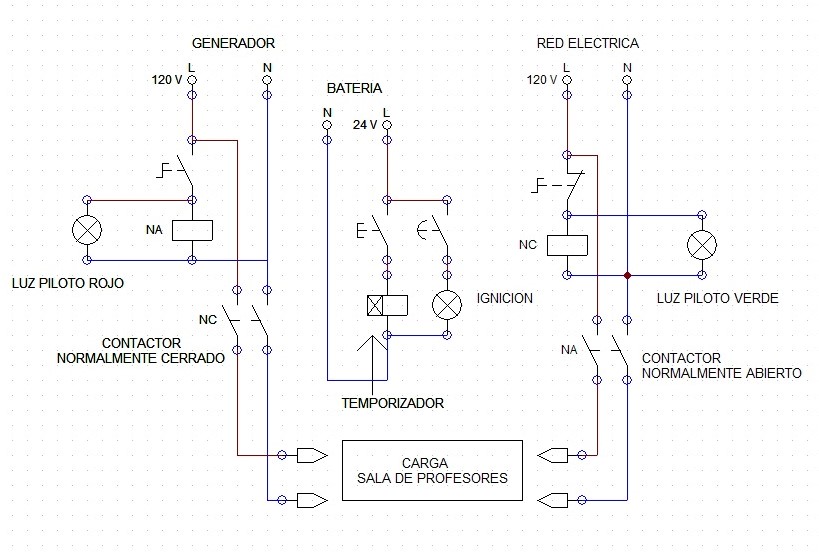 GENERADOR
L
N
120 V
BATERIA
N
L
24 V
RED ELECTRICA
L
N
120 V
NA
LUZ PILOTO ROJO
NC
CONTACTOR
NORMALMENTE CERRADO
IGNICION
TEMPORIZADOR
NC
LUZ PILOTO VERDE
NA
CONTACTOR
NORMALMENTE ABIERTO
CARGA
SALA DE PROFESORES